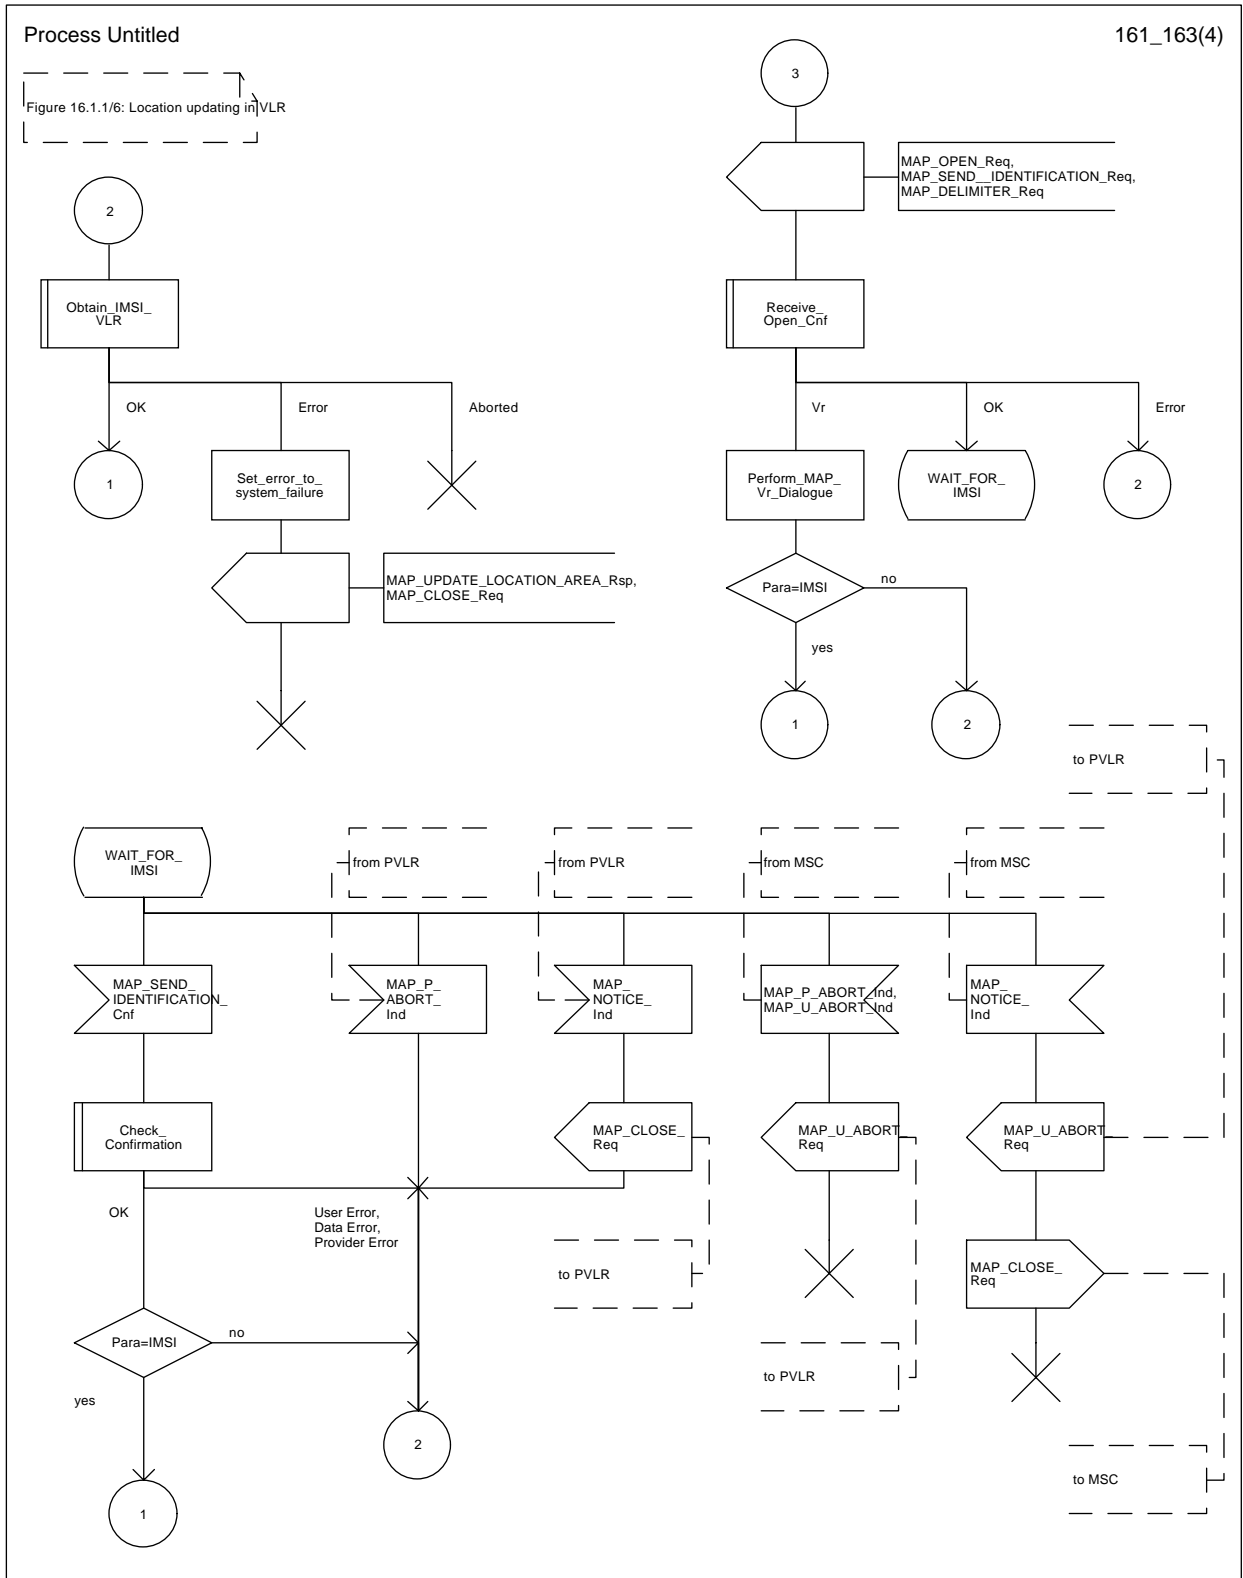 Process Untitled
161_163(4)
Figure 16.1.1/6: Location updating in VLR
3
MAP_OPEN_Req,
MAP_SEND__IDENTIFICATION_Req,
MAP_DELIMITER_Req
2
Obtain_IMSI_
VLR
Receive_
Open_Cnf
OK
Error
Aborted
Vr
OK
Error
1
Set_error_to_
system_failure
Perform_MAP_
Vr_Dialogue
WAIT_FOR_
IMSI
2
MAP_UPDATE_LOCATION_AREA_Rsp,
MAP_CLOSE_Req
Para=IMSI
no
yes
1
2
to PVLR
WAIT_FOR_
IMSI
from PVLR
from PVLR
from MSC
from MSC
MAP_SEND_
IDENTIFICATION_
Cnf
MAP_P_
ABORT_
Ind
MAP_
NOTICE_
Ind
MAP_P_ABORT_Ind,
MAP_U_ABORT_Ind
MAP_
NOTICE_
Ind
Check_
Confirmation
MAP_CLOSE_
Req
MAP_U_ABORT_
Req
MAP_U_ABORT_
Req
OK
User Error,
Data Error,
Provider Error
to PVLR
MAP_CLOSE_
Req
Para=IMSI
no
to PVLR
yes
2
to MSC
1